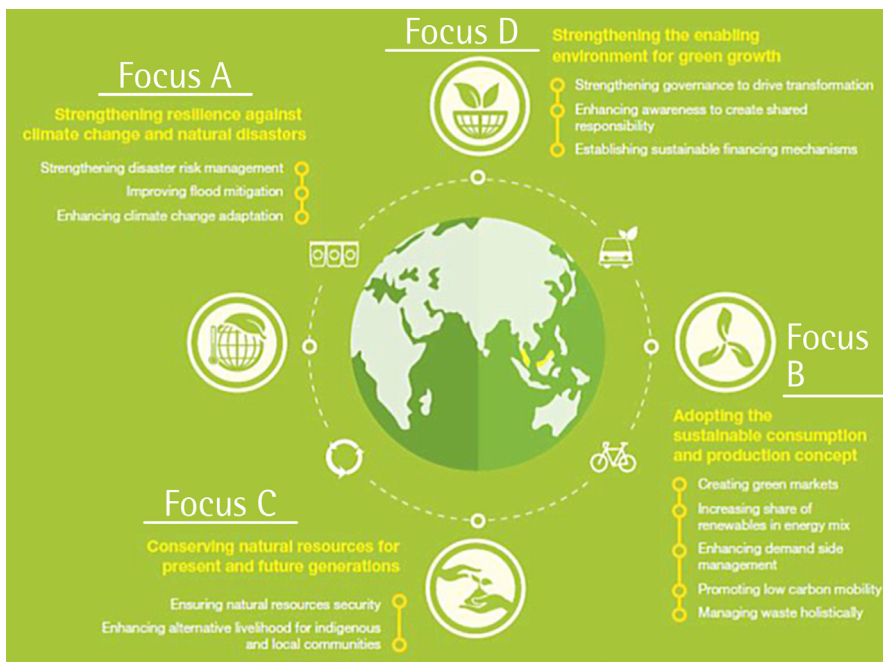 Focus D
Strengthening the enabling
environment for green growth
Strengthening governance to drive transformation
Enhancing awareness to create shared
responsibility
Establishing sustainable financing mechanisms
Focus A
Strengthening resilience against
climate change and natural disasters
Strengthening disaster risk management
Improving flood mitigation
Enhancing climate change adaptation
Focus
B
Adopting the
sustainable consumption
and production concept
Creating green markets
Increasing share of
renewables in energy mix
Enhancing demand side
management
Promoting low carbon mobility
Managing waste holistically
Focus C
Conserving natural resources for
present and future generations
Ensuring natural resources security
Enhancing alternative livelihood for indigenous
and local communities